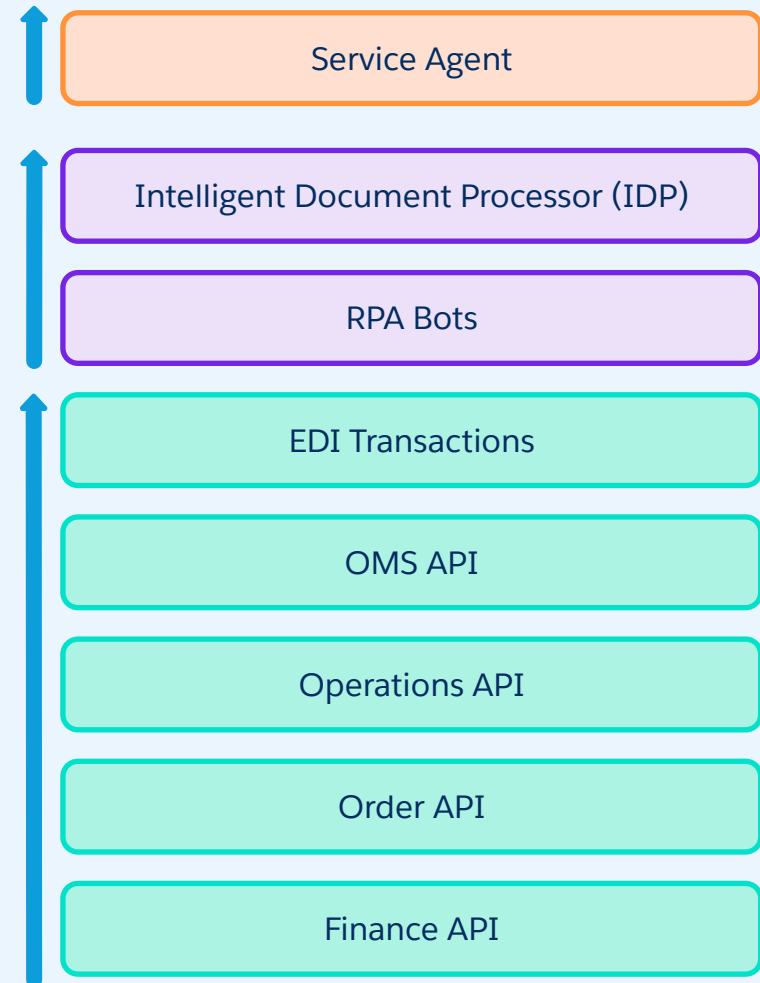 Service Agent
Intelligent Document Processor (IDP)
RPA Bots
EDI Transactions
OMS API
Operations API
Order API
Finance API